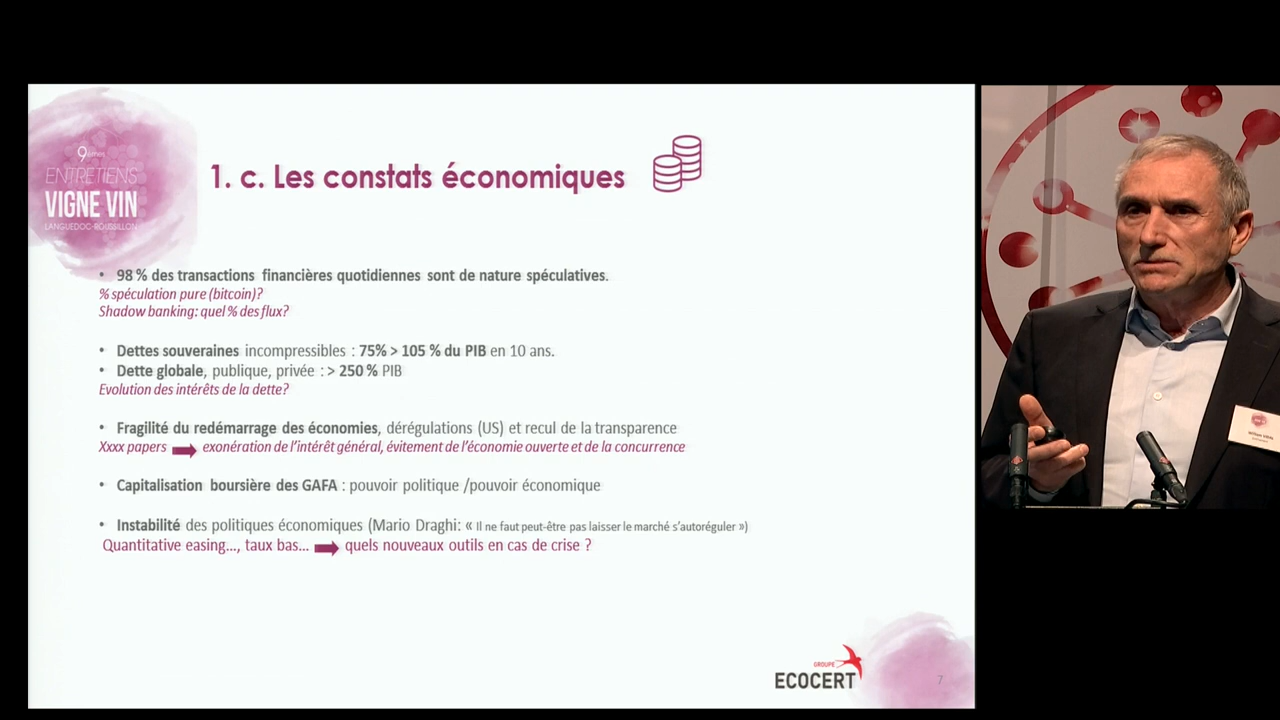 9èmes
ENTRETIENS
VIGNE VIN
LANGUEDOC-ROUSSILLON
1. c. Les constats économiques
• 98 % des transactions financières quotidiennes sont de nature spéculatives.
% spéculation pure (bitcoin)?
Shadow banking: quel % des flux?
• Dettes souveraines incompressibles : 75% > 105 % du PIB en 10 ans.
• Dette globale, publique, privée : > 250 % PIB
Evolution des intérêts de la dette?
• Fragilité du redémarrage des économies, dérégulations (US) et recul de la transparence
Xxxx papers exonération de l'intérêt général, évitement de l'économie ouverte et de la concurrence
• Capitalisation boursière des GAFA : pouvoir politique /pouvoir économique
• Instabilité des politiques économiques (Mario Draghi: « Il ne faut peut-être pas laisser le marché s'autoréguler »)
Quantitative easing..., taux bas... quels nouveaux outils en cas de crise ?
GROUPE
ECOCERT
7